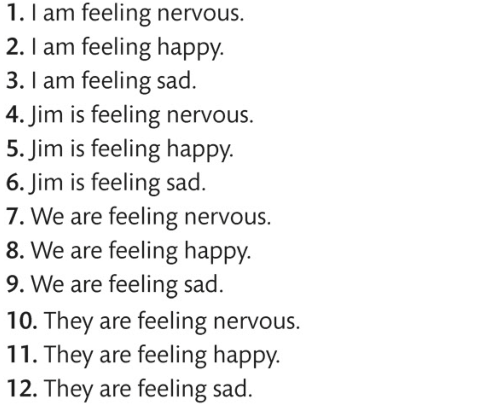 1. I am feeling nervous.
2. I am feeling happy.
3. I am feeling sad.
4. Jim is feeling nervous.
5. Jim is feeling happy.
6. Jim is feeling sad.
7. We are feeling nervous.
8. We are feeling happy.
9. We are feeling sad.
10. They are feeling nervous.
11. They are feeling happy.
12. They are feeling sad.